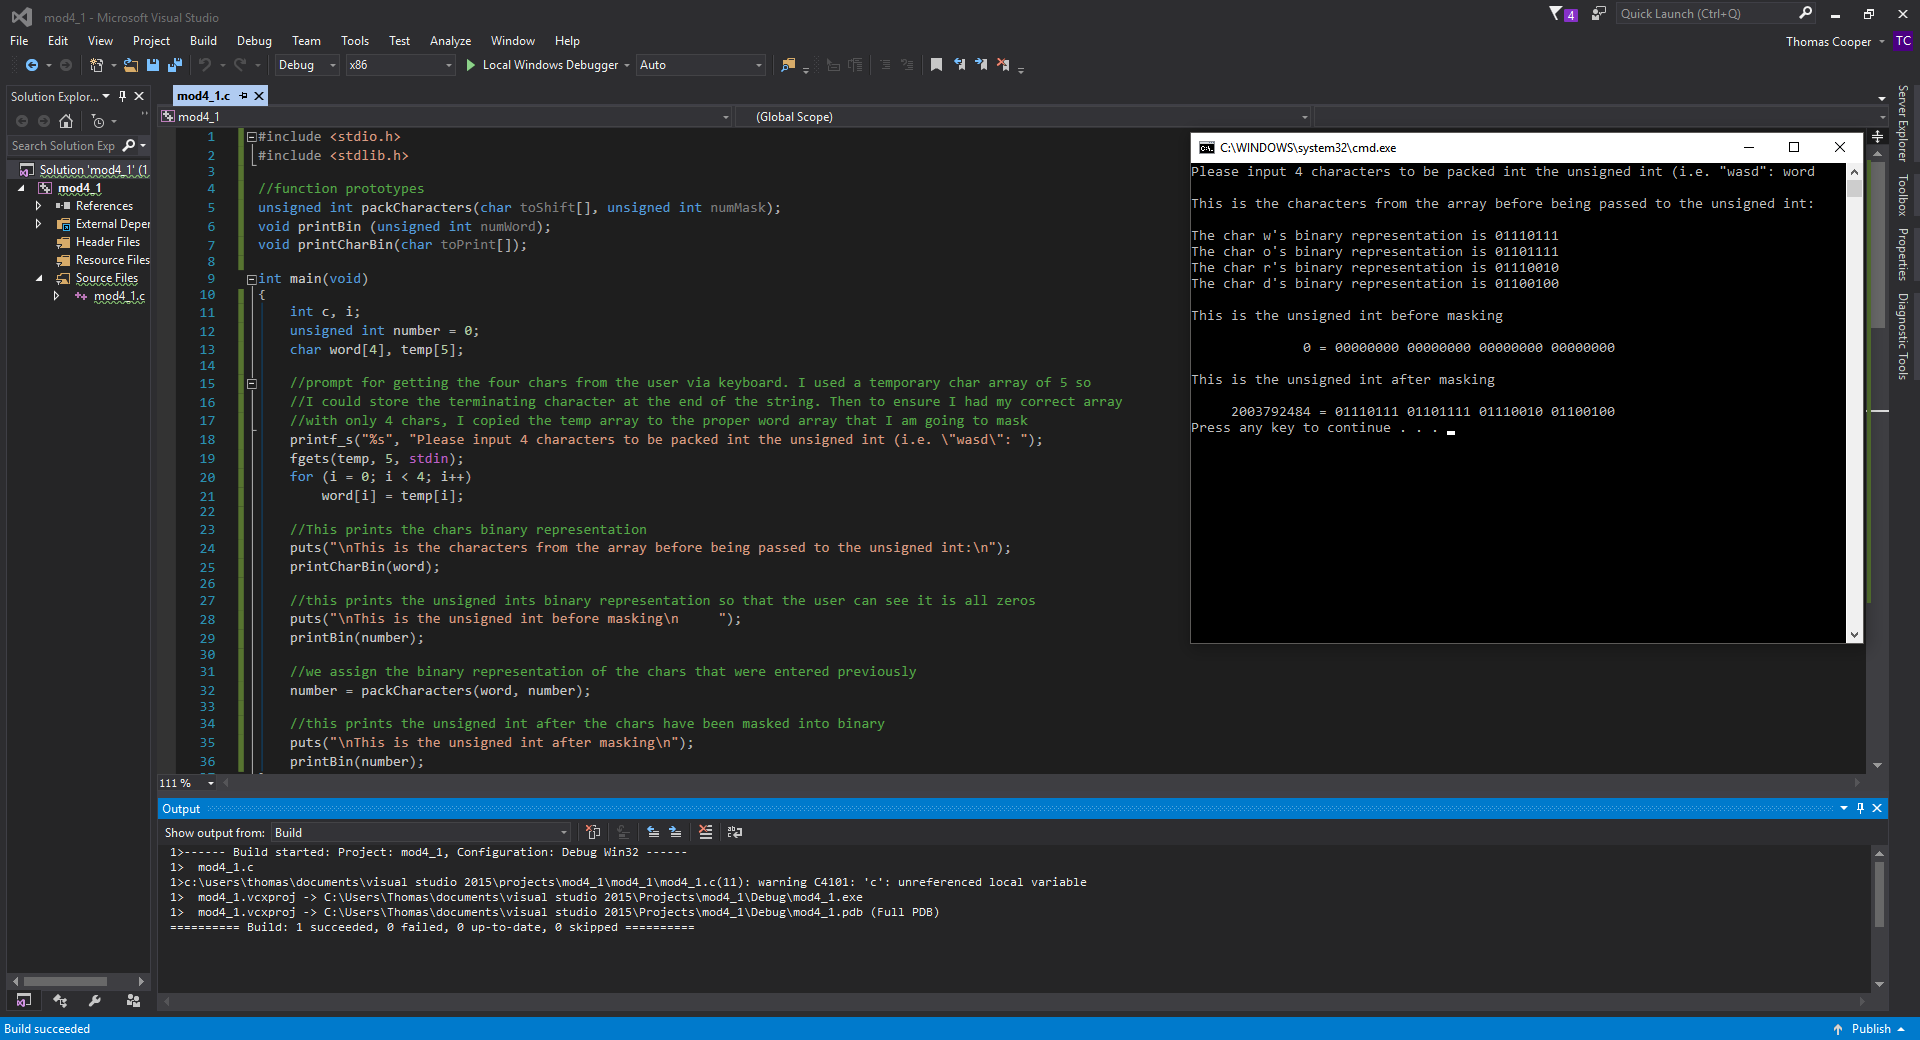 mod4_1 - Microsoft Visual Studio
4
Quick Launch (Ctrl+Q)
File Edit View Project Build Debug Team Tools Test Analyze Window Help
Thomas Cooper TC
Debug x86 Local Windows Debugger Auto
Solution Explor...
Search Solution Exp
Solution 'mod4_1' (1
mod4_1
References
External Deper
Header Files
Resource Files
Source Files
mod4_1.c
mod4_1.c
mod4_1 (Global Scope)
1 #include <stdio.h>
2 #include <stdlib.h>
3
4 //function prototypes
5 unsigned int packCharacters(char toShift[], unsigned int numMask);
6 void printBin (unsigned int numWord);
7 void printCharBin(char toPrint[]);
8
9 int main(void)
10 {
11 int c, i;
12 unsigned int number = 0;
13 char word[4], temp[5];
14
15 //prompt for getting the four chars from the user via keyboard. I used a temporary char array of 5 so
16 //I could store the terminating character at the end of the string. Then to ensure I had my correct array
17 //with only 4 chars, I copied the temp array to the proper word array that I am going to mask
18 printf_s("%s", "Please input 4 characters to be packed int the unsigned int (i.e. \"wasd\": ");
19 fgets(temp, 5, stdin);
20 for (i = 0; i < 4; i++)
21 word[i] = temp[i];
22
23 //This prints the chars binary representation
24 puts("\nThis is the characters from the array before being passed to the unsigned int:\n");
25 printCharBin(word);
26
27 //this prints the unsigned ints binary representation so that the user can see it is all zeros
28 puts("\nThis is the unsigned int before masking\n     ");
29 printBin(number);
30
31 //we assign the binary representation of the chars that were entered previously
32 number = packCharacters(word, number);
33
34 //this prints the unsigned int after the chars have been masked into binary
35 puts("\nThis is the unsigned int after masking\n");
36 printBin(number);
111 %
C:\WINDOWS\system32\cmd.exe
Please input 4 characters to be packed int the unsigned int (i.e. "wasd": word
This is the characters from the array before being passed to the unsigned int:
The char w's binary representation is 01110111
The char o's binary representation is 01101111
The char r's binary representation is 01110010
The char d's binary representation is 01100100
This is the unsigned int before masking
0 = 00000000 00000000 00000000 00000000
This is the unsigned int after masking
2003792484 = 01110111 01101111 01110010 01100100
Press any key to continue . . .
Server Explorer
Toolbox
Properties
Diagnostic Tools
Output
Show output from: Build
1>------ Build started: Project: mod4_1, Configuration: Debug Win32 ------
1>  mod4_1.c
1>c:\users\thomas\documents\visual studio 2015\projects\mod4_1\mod4_1\mod4_1.c(11): warning C4101: 'c': unreferenced local variable
1>  mod4_1.vcxproj -> C:\Users\Thomas\documents\visual studio 2015\Projects\mod4_1\Debug\mod4_1.exe
1>  mod4_1.vcxproj -> C:\Users\Thomas\documents\visual studio 2015\Projects\mod4_1\Debug\mod4_1.pdb (Full PDB)
========== Build: 1 succeeded, 0 failed, 0 up-to-date, 0 skipped ==========
Build succeeded
Publish